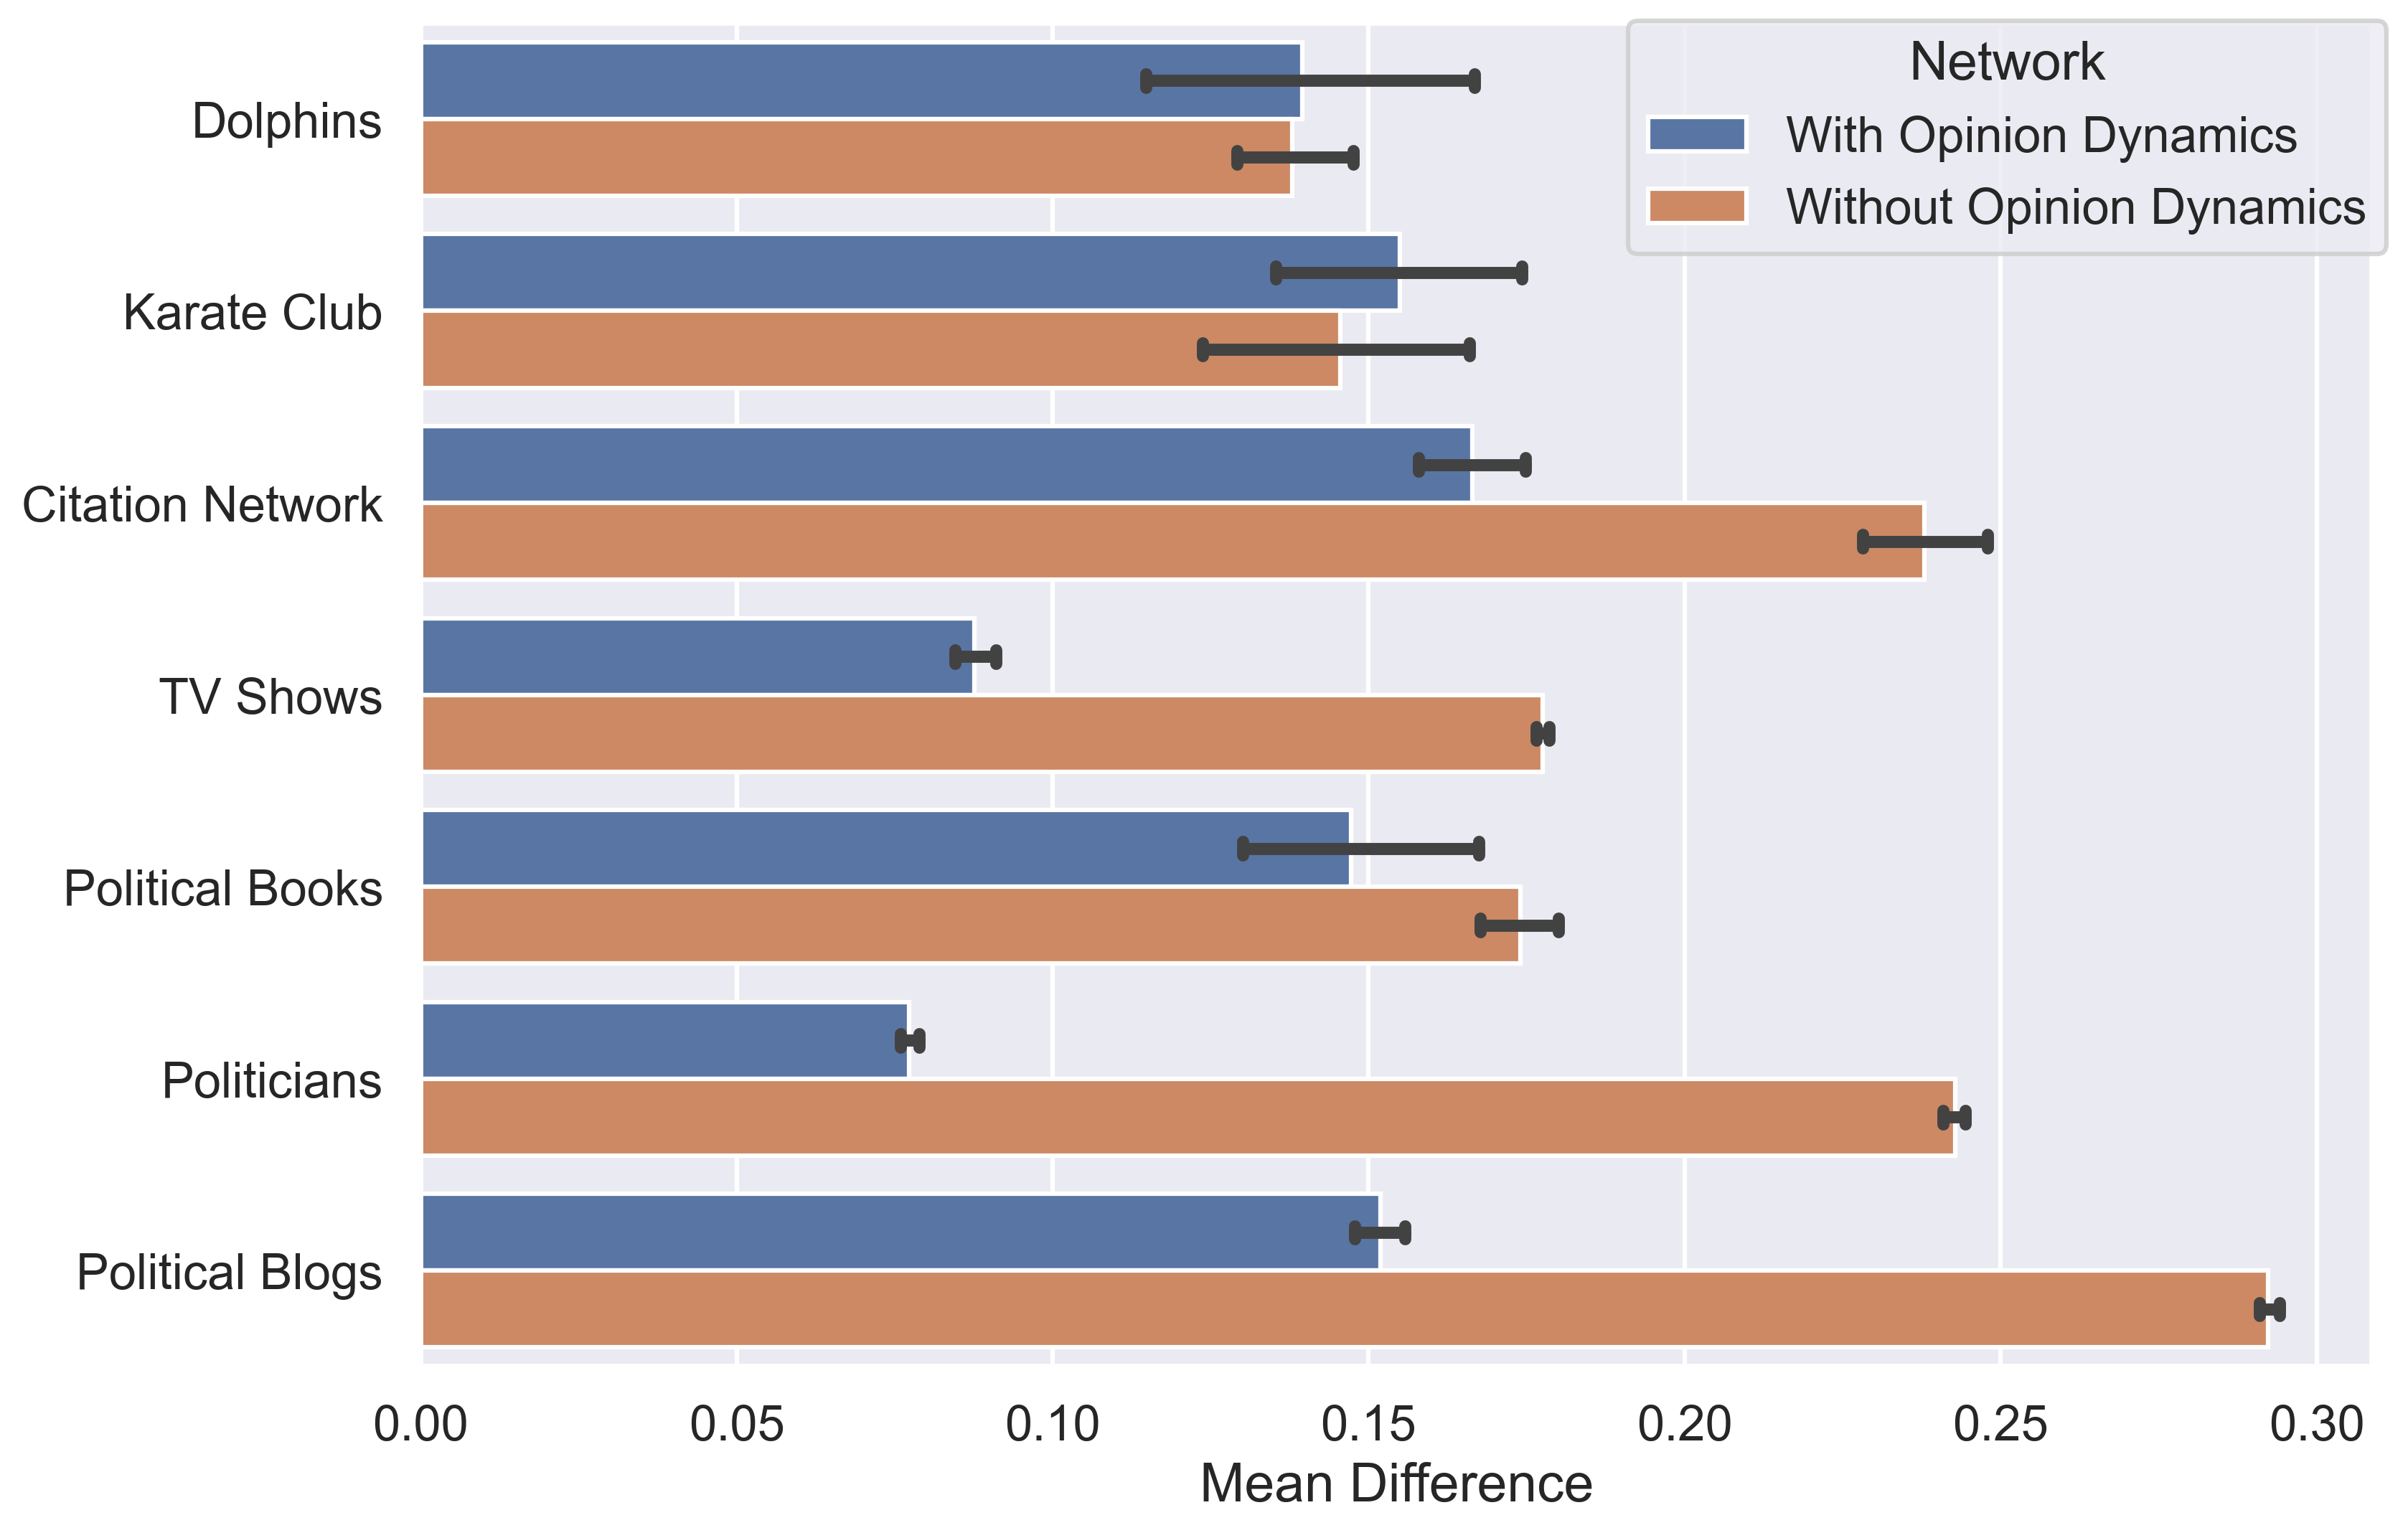 Network
With Opinion Dynamics
Without Opinion Dynamics
Dolphins
Karate Club
Citation Network
TV Shows
Political Books
Politicians
Political Blogs
0.00 0.05 0.10 0.15 0.20 0.25 0.30
Mean Difference